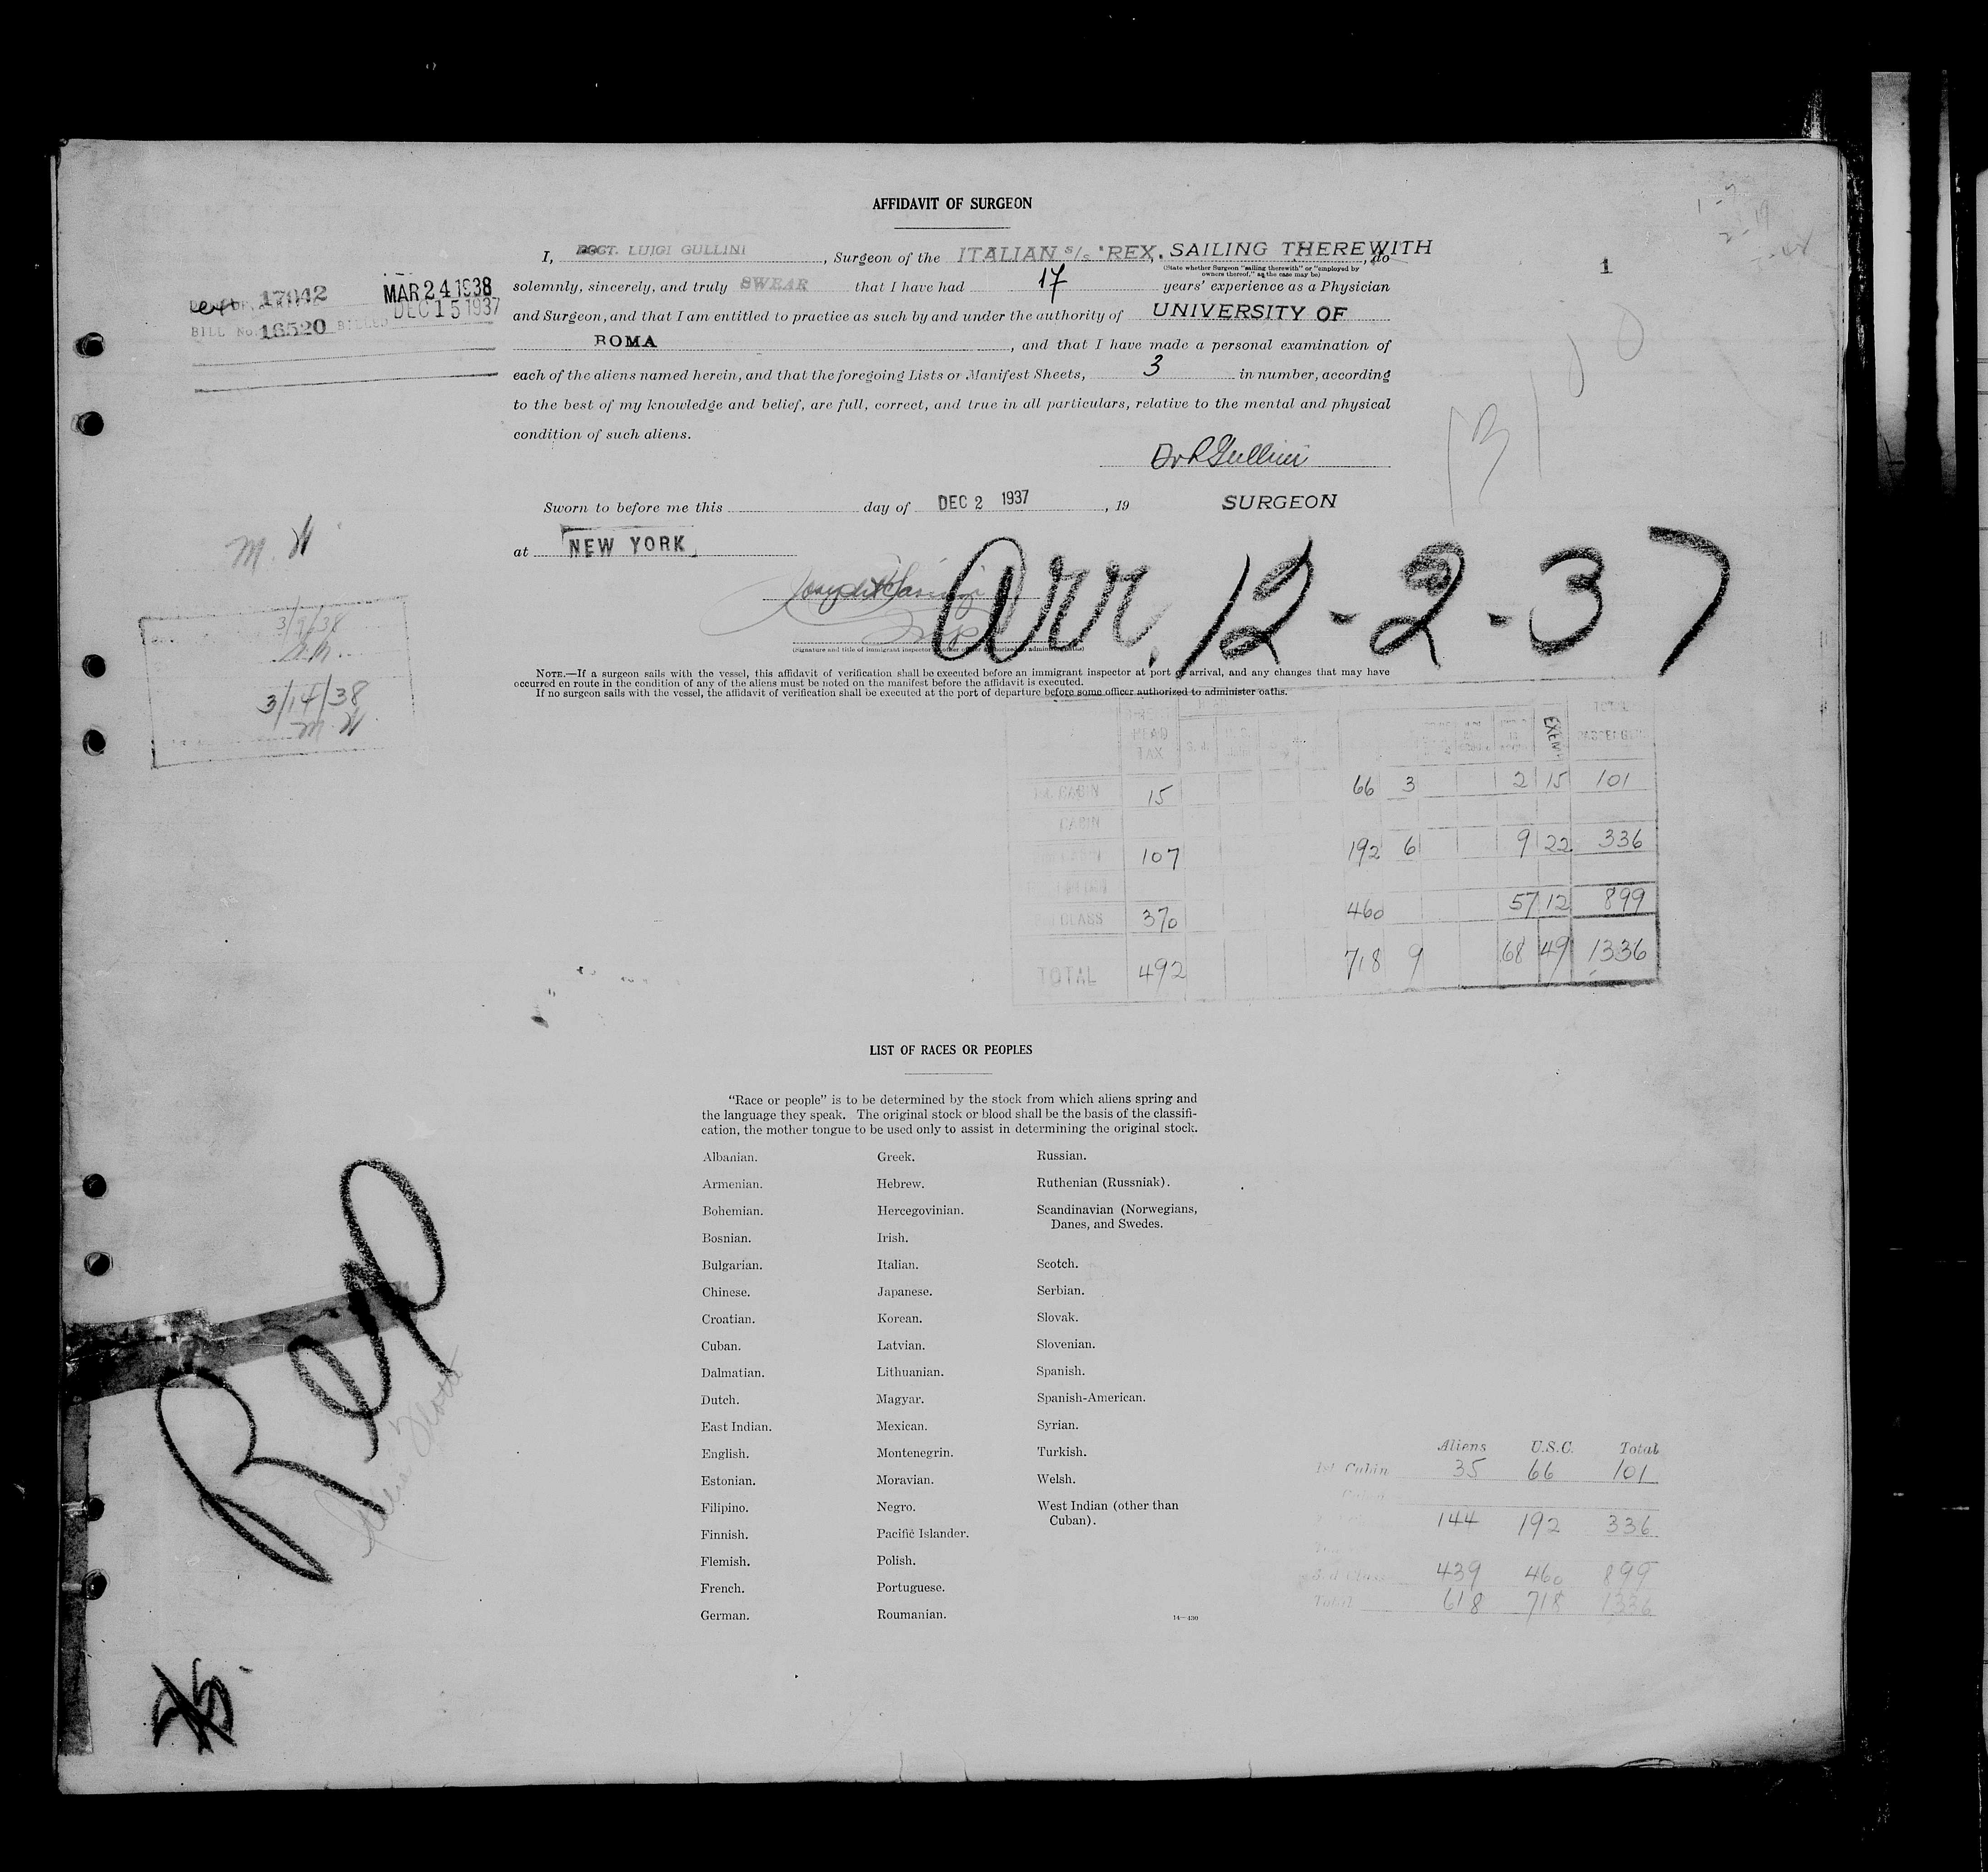 AFFIDAVIT OF SURGEON
I, DOCT. LUIGI GULLINI, Surgeon of the ITALIAN S/S "REX, SAILING THEREWITH, do
(State whether Surgeon "sailing therewith" or "employed by
owners thereof," as the case may be)
1
17042 MAR 24 1938
solemnly, sincerely, and truly SWEAR that I have had 17 years' experience as a Physician
DEC 15 1937
BILL No. 16520 BILLED
and Surgeon, and that I am entitled to practice as such by and under the authority of UNIVERSITY OF
ROMA, and that I have made a personal examination of
each of the aliens named herein, and that the foregoing Lists or Manifest Sheets, 3 in number, according
to the best of my knowledge and belief, are full, correct, and true in all particulars, relative to the mental and physical
condition of such aliens.
Dr L Gullini
Sworn to before me this day of DEC 2 1937, 19 SURGEON
at NEW YORK
M. H.
Arr. 12-2-37
3/9/38
3/14/38
M. H.
NOTE.—If a surgeon sails with the vessel, this affidavit of verification shall be executed before an immigrant inspector at port of arrival, and any changes that may have
occurred en route in the condition of any of the aliens must be noted on the manifest before the affidavit is executed.
If no surgeon sails with the vessel, the affidavit of verification shall be executed at the port of departure before some officer authorized to administer oaths.
HEAD TAX EXEM TOTAL PASSENGERS
1st CABIN 15 66 3 2 15 101
CABIN
107 192 6 9 22 336
CLASS 370 460 57 12 899
TOTAL 492 718 9 68 49 1336
LIST OF RACES OR PEOPLES
"Race or people" is to be determined by the stock from which aliens spring and
the language they speak. The original stock or blood shall be the basis of the classifi-
cation, the mother tongue to be used only to assist in determining the original stock.
Albanian. Greek. Russian.
Armenian. Hebrew. Ruthenian (Russniak).
Bohemian. Hercegovinian. Scandinavian (Norwegians,
Danes, and Swedes.
Bosnian. Irish.
Bulgarian. Italian. Scotch.
Chinese. Japanese. Serbian.
Croatian. Korean. Slovak.
Cuban. Latvian. Slovenian.
Dalmatian. Lithuanian. Spanish.
Dutch. Magyar. Spanish-American.
East Indian. Mexican. Syrian.
English. Montenegrin. Turkish.
Estonian. Moravian. Welsh.
Filipino. Negro. West Indian (other than
Cuban).
Finnish. Pacific Islander.
Flemish. Polish.
French. Portuguese.
German. Roumanian.
14—430
Rex
Aliens U.S.C. Total
1st Cabin 35 66 101
144 192 336
3rd Class 439 460 899
Total 618 718 1336